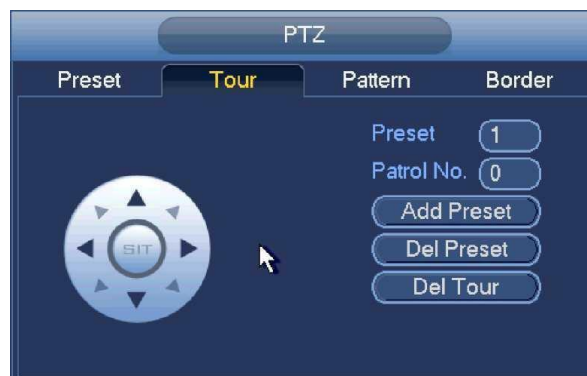 PTZ
Preset Tour Pattern Border
Preset 1
Patrol No. 0
Add Preset
SIT Del Preset
Del Tour